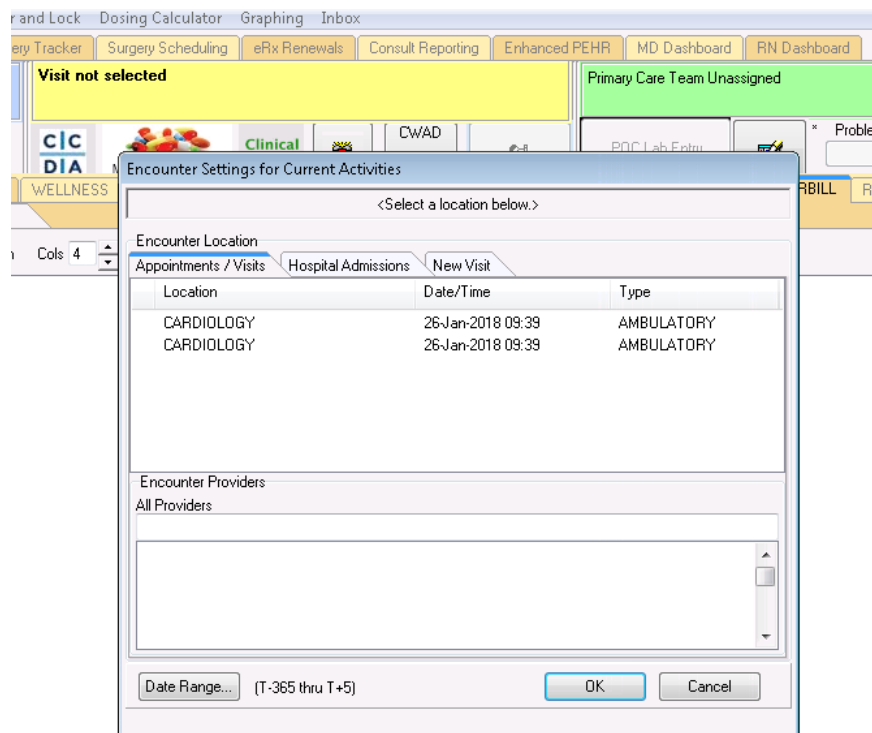 and Lock Dosing Calculator Graphing Inbox
Tracker Surgery Scheduling eRx Renewals Consult Reporting Enhanced PEHR MD Dashboard RN Dashboard
Visit not selected
Primary Care Team Unassigned
C|C
D|A
Clinical
CWAD
POC Lab Entry
WELLNESS
Cols 4
Encounter Settings for Current Activities
<Select a location below.>
Encounter Location
Appointments / Visits Hospital Admissions New Visit
Location Date/Time Type
CARDIOLOGY 26-Jan-2018 09:39 AMBULATORY
CARDIOLOGY 26-Jan-2018 09:39 AMBULATORY
Encounter Providers
All Providers
Date Range... (T-365 thru T+5) OK Cancel